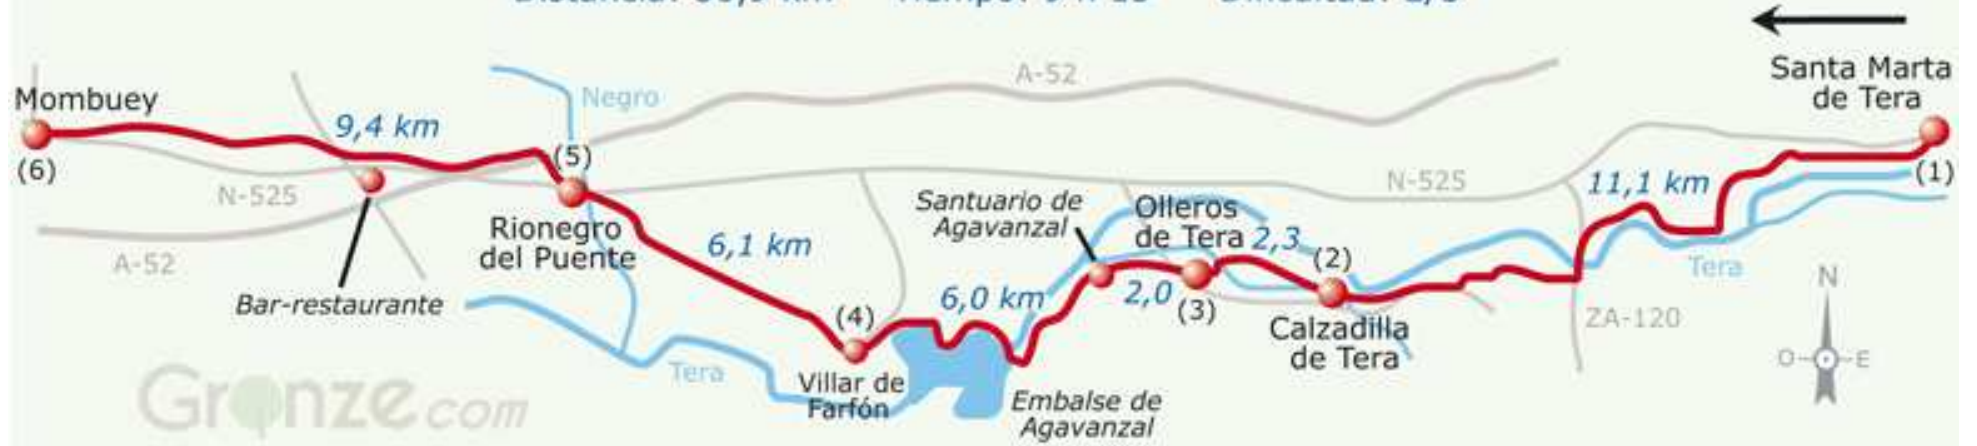 Santa Marta
de Tera
(1)
11,1 km
N-525
A-52
Tera
ZA-120
N
O
E
(2)
Calzadilla
de Tera
2,3
Olleros
de Tera
(3)
2,0
Santuario de
Agavanzal
6,0 km
Embalse de
Agavanzal
(4)
Villar de
Farfón
6,1 km
Tera
Negro
(5)
Rionegro
del Puente
9,4 km
Bar-restaurante
N-525
A-52
Mombuey
(6)
Gronze.com